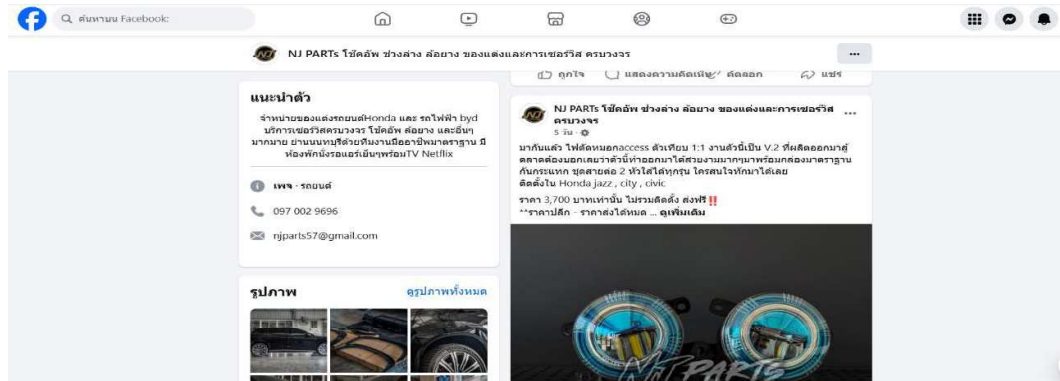 ค้นหาบน Facebook
NJ PARTs โช๊คอัพ ช่วงล่าง ล้อยาง ของแต่งและการเซอร์วิส ครบวงจร
ถูกใจ
แสดงความคิดเห็น
คัดลอก
แชร์
แนะนำตัว
จำหน่ายของแต่งรถยนต์Honda และ รถไฟฟ้า byd
บริการเซอร์วิสครบวงจร โช๊คอัพ ล้อยาง และอื่นๆ
มากมาย ย่านนนทบุรีด้วยทีมงานมืออาชีพมาตราฐาน มี
ห้องพักนั่งรอแอร์เย็นๆพร้อมTV Netflix
เพจ · รถยนต์
097 002 9696
njparts57@gmail.com
รูปภาพ
ดูรูปภาพทั้งหมด
NJ PARTs โช๊คอัพ ช่วงล่าง ล้อยาง ของแต่งและการเซอร์วิส
ครบวงจร
5 วัน
มากันแล้ว ไฟตัดหมอกaccess ตัวเทียบ 1:1 งานตัวนี้เป็น V.2 ที่ผลิตออกมาสู้
ตลาดต้องบอกเลยว่าตัวนี้ทำออกมาได้สวยงามมากๆมาพร้อมกล่องมาตราฐาน
กันกระแทก ชุดสายต่อ 2 หัวใส่ได้ทุกรุ่น ใครสนใจทักมาได้เลย
ติดตั้งใน Honda jazz , city , civic
ราคา 3,700 บาทเท่านั้น ไม่รวมติดตั้ง ส่งฟรี‼️
**ราคาปลีก - ราคาส่งได้หมด ... ดูเพิ่มเติม
NJ PARTS